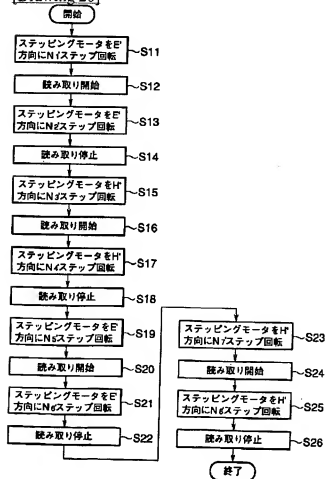 [Drawing 20]
開始
ステッピングモータをE'
方向にN1ステップ回転
S11
読み取り開始
S12
ステッピングモータをE'
方向にN2ステップ回転
S13
読み取り停止
S14
ステッピングモータをH'
方向にN3ステップ回転
S15
読み取り開始
S16
ステッピングモータをH'
方向にN4ステップ回転
S17
読み取り停止
S18
ステッピングモータをE'
方向にN5ステップ回転
S19
読み取り開始
S20
ステッピングモータをE'
方向にN6ステップ回転
S21
読み取り停止
S22
ステッピングモータをH'
方向にN7ステップ回転
S23
読み取り開始
S24
ステッピングモータをH'
方向にN8ステップ回転
S25
読み取り停止
S26
終了